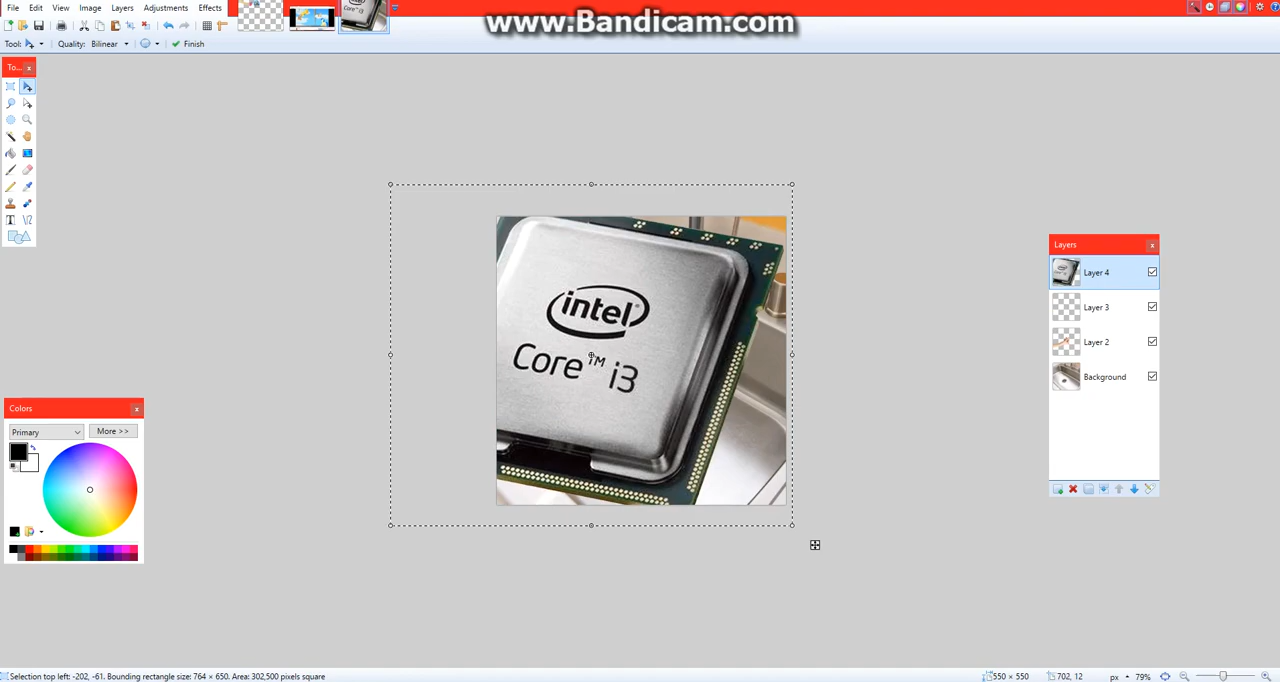 www.Bandicam.com
File Edit View Image Layers Adjustments Effects
Tool: Quality: Bilinear Finish
To... x
Layers x
Layer 4
Layer 3
Layer 2
Background
intel
Core™ i3
Colors x
Primary More >>
Selection top left: -202, -61. Bounding rectangle size: 764 × 650. Area: 302,500 pixels square 550 × 550 702, 12 px 79%